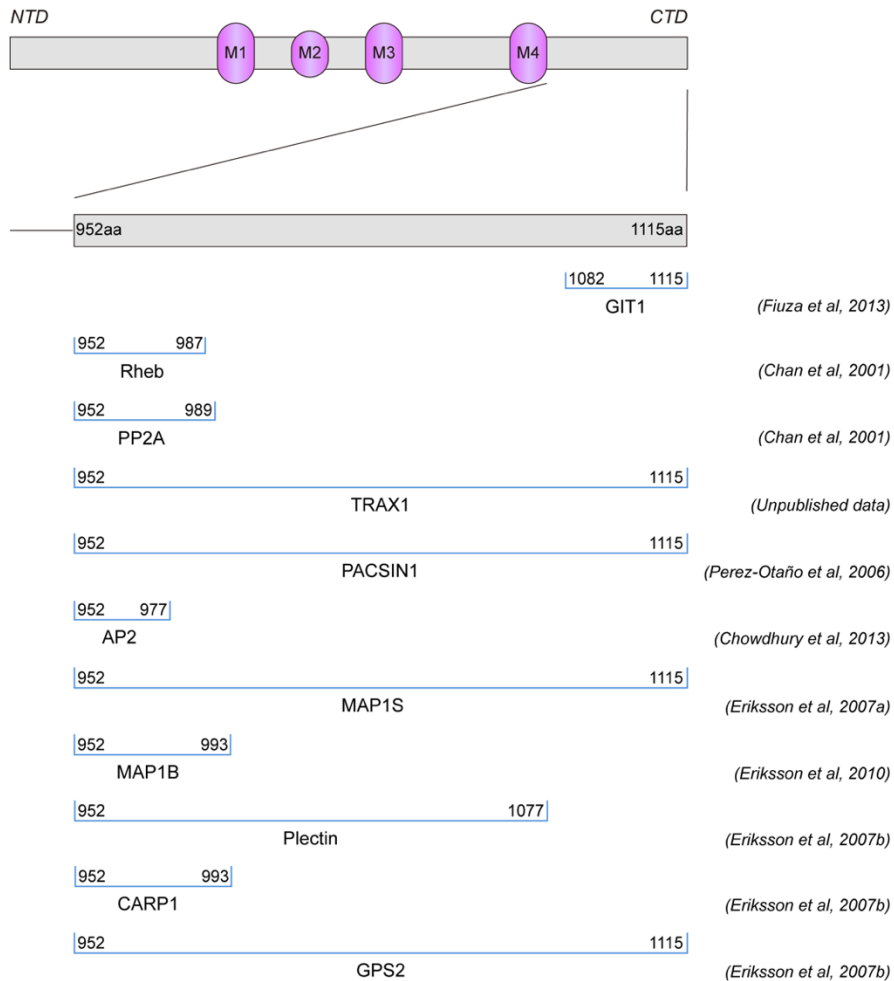 NTD CTD
M1 M2 M3 M4
952aa 1115aa
1082 1115
GIT1 (Fiuza et al, 2013)
952 987
Rheb (Chan et al, 2001)
952 989
PP2A (Chan et al, 2001)
952 1115
TRAX1 (Unpublished data)
952 1115
PACSIN1 (Perez-Otaño et al, 2006)
952 977
AP2 (Chowdhury et al, 2013)
952 1115
MAP1S (Eriksson et al, 2007a)
952 993
MAP1B (Eriksson et al, 2010)
952 1077
Plectin (Eriksson et al, 2007b)
952 993
CARP1 (Eriksson et al, 2007b)
952 1115
GPS2 (Eriksson et al, 2007b)